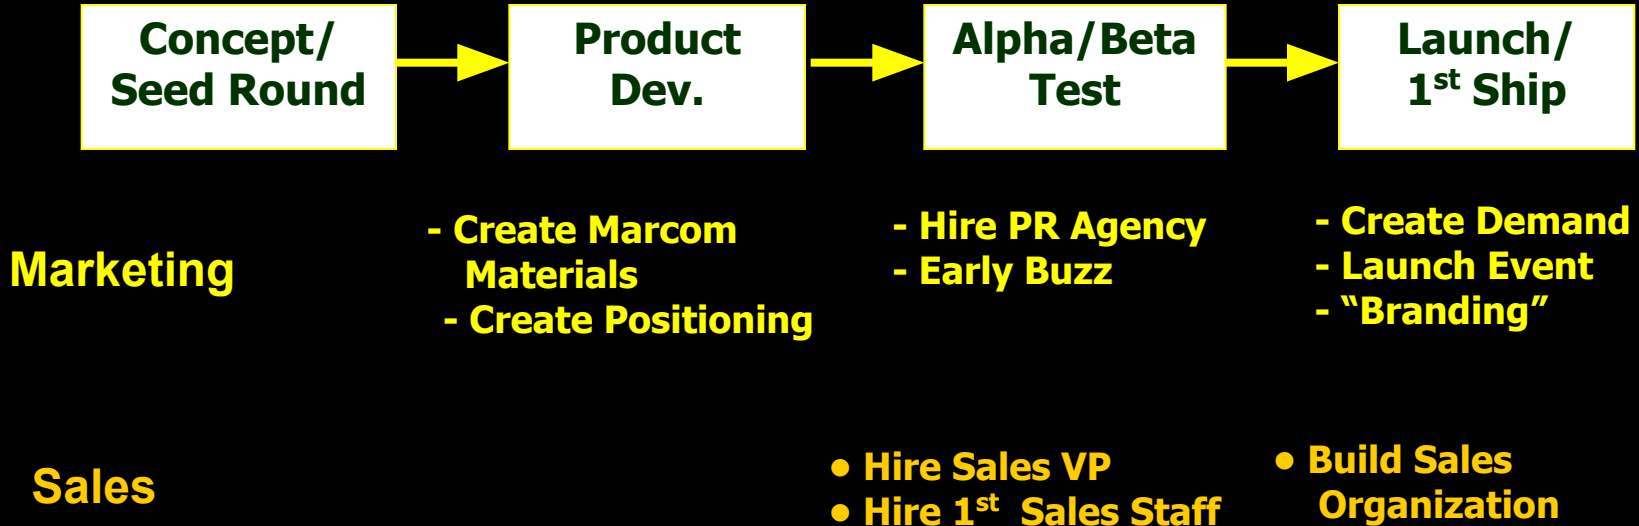 Concept/
Seed Round
Product
Dev.
Alpha/Beta
Test
Launch/
1st Ship
Marketing
- Create Marcom
Materials
- Create Positioning
- Hire PR Agency
- Early Buzz
- Create Demand
- Launch Event
- “Branding”
Sales
● Hire Sales VP
● Hire 1st Sales Staff
● Build Sales
Organization